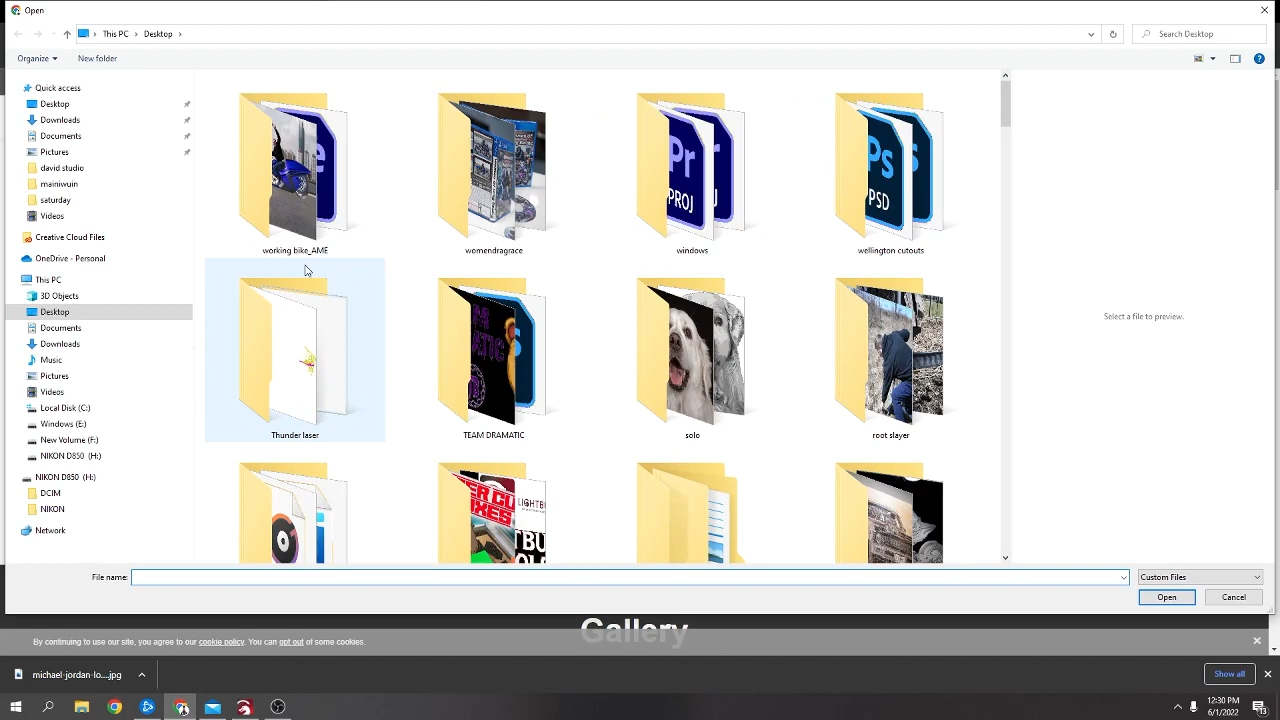 Open
This PC
Desktop
Search Desktop
Organize
New folder
Quick access
Desktop
Downloads
Documents
Pictures
david studio
mainiwuin
saturday
Videos
Creative Cloud Files
OneDrive - Personal
This PC
3D Objects
Desktop
Documents
Downloads
Music
Pictures
Videos
Local Disk (C:)
Windows (E:)
New Volume (F:)
NIKON D850 (H:)
NIKON D850 (H:)
DCIM
NIKON
Network
Pr
PROJ
Ps
PSD
working bike_AME
womendragrace
windows
wellington cutouts
Thunder laser
TEAM DRAMATIC
solo
root slayer
Select a file to preview.
File name:
Custom Files
Open
Cancel
Gallery
By continuing to use our site, you agree to our cookie policy. You can opt out of some cookies.
michael-jordan-lo....jpg
Show all
12:30 PM
6/1/2022